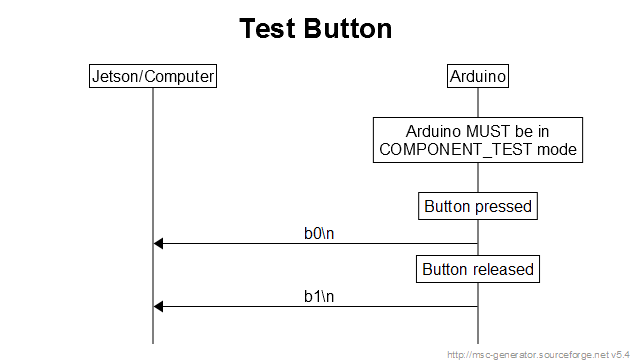 Test Button
Jetson/Computer
Arduino
Arduino MUST be in
COMPONENT_TEST mode
Button pressed
b0\n
Button released
b1\n
http://msc-generator.sourceforge.net v5.4